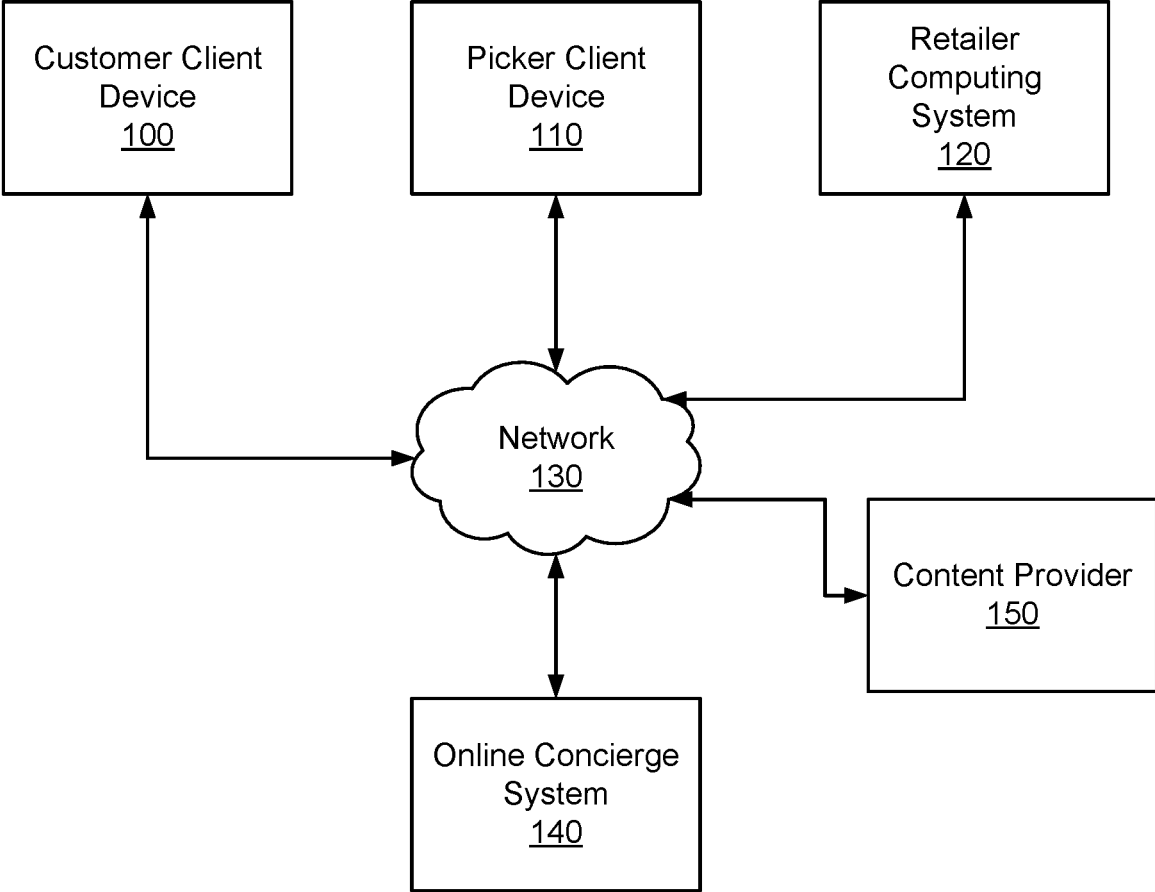 Customer Client
Device
100
Picker Client
Device
110
Retailer
Computing
System
120
Network
130
Content Provider
150
Online Concierge
System
140